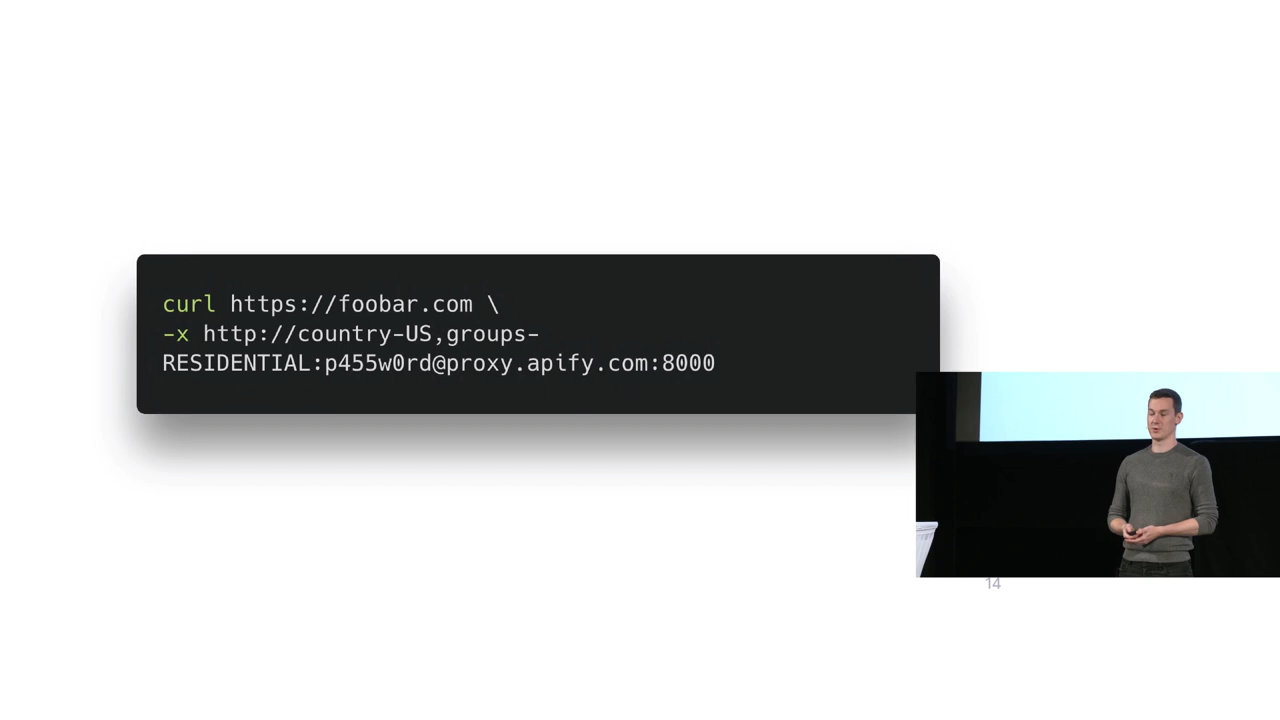 curl https://foobar.com \
-x http://country-US,groups-
RESIDENTIAL:p455w0rd@proxy.apify.com:8000
14